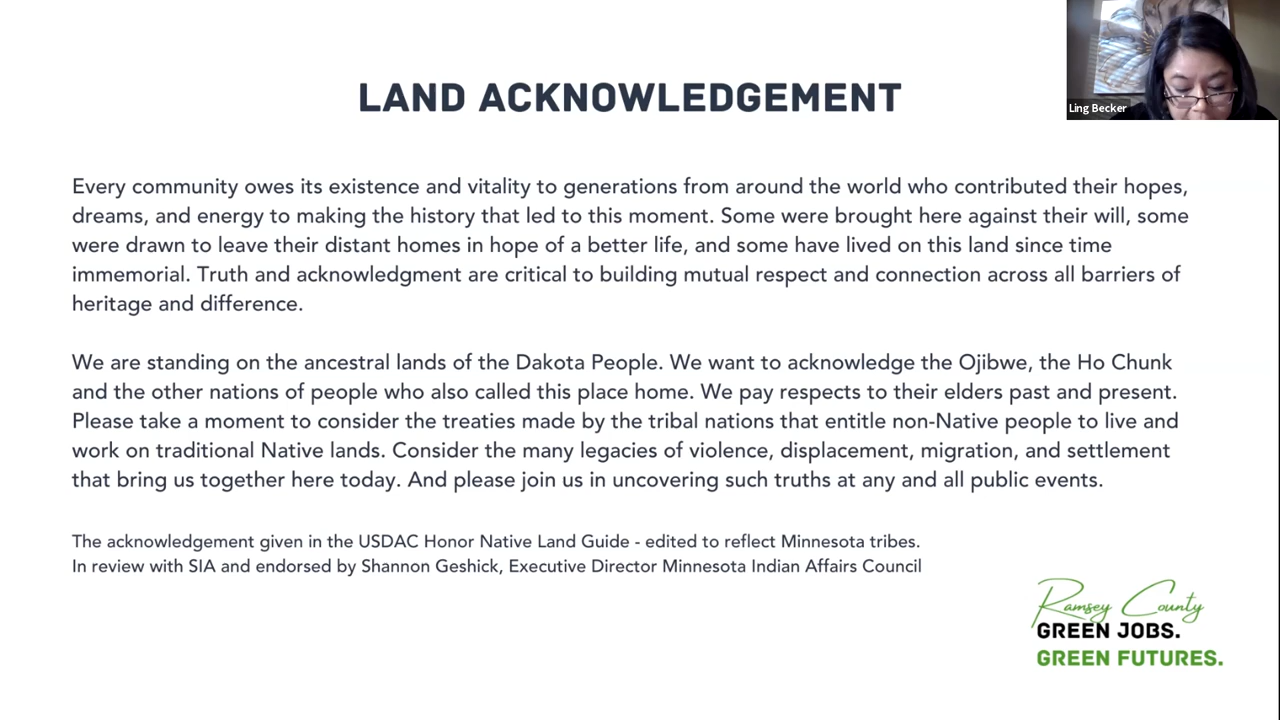 LAND ACKNOWLEDGEMENT
Ling Becker
Every community owes its existence and vitality to generations from around the world who contributed their hopes,
dreams, and energy to making the history that led to this moment. Some were brought here against their will, some
were drawn to leave their distant homes in hope of a better life, and some have lived on this land since time
immemorial. Truth and acknowledgment are critical to building mutual respect and connection across all barriers of
heritage and difference.
We are standing on the ancestral lands of the Dakota People. We want to acknowledge the Ojibwe, the Ho Chunk
and the other nations of people who also called this place home. We pay respects to their elders past and present.
Please take a moment to consider the treaties made by the tribal nations that entitle non-Native people to live and
work on traditional Native lands. Consider the many legacies of violence, displacement, migration, and settlement
that bring us together here today. And please join us in uncovering such truths at any and all public events.
The acknowledgement given in the USDAC Honor Native Land Guide - edited to reflect Minnesota tribes.
In review with SIA and endorsed by Shannon Geshick, Executive Director Minnesota Indian Affairs Council
Ramsey County
GREEN JOBS.
GREEN FUTURES.